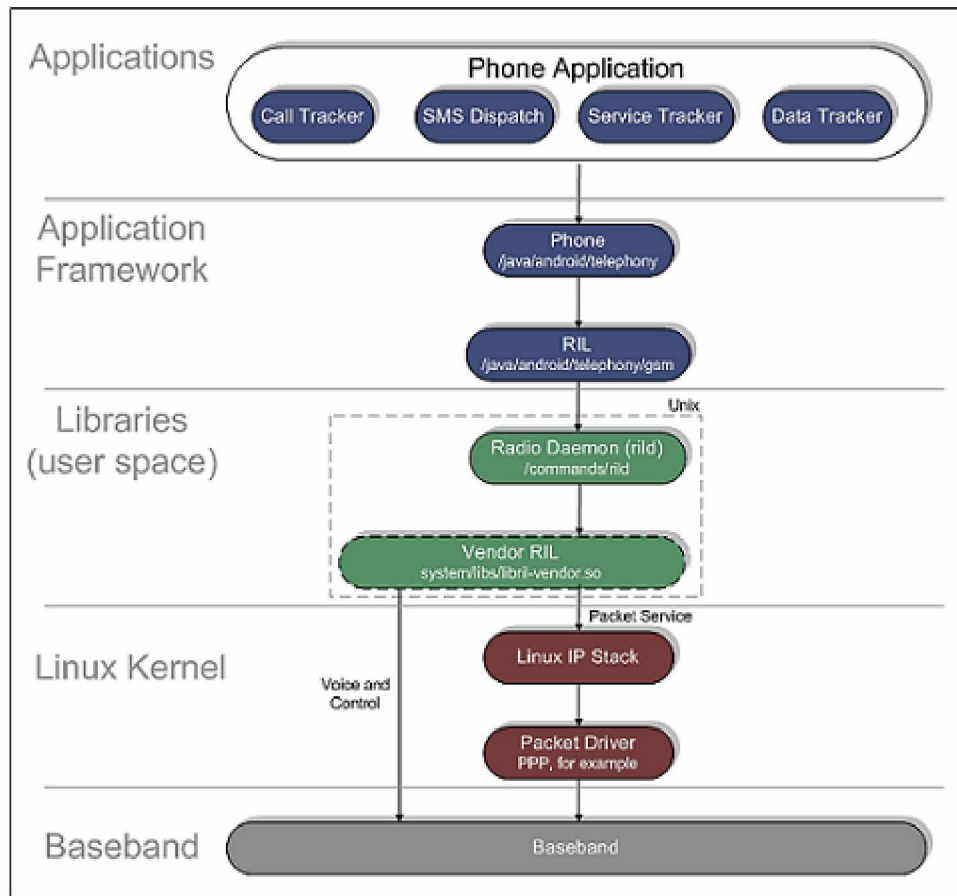 Applications
Phone Application
Call Tracker
SMS Dispatch
Service Tracker
Data Tracker
Application
Framework
Phone
/java/android/telephony
RIL
/java/android/telephony/gsm
Libraries
(user space)
Unix
Radio Daemon (rild)
/commands/rild
Vendor RIL
system/libs/libril-vendor.so
Packet Service
Linux Kernel
Linux IP Stack
Voice and
Control
Packet Driver
PPP, for example
Baseband
Baseband